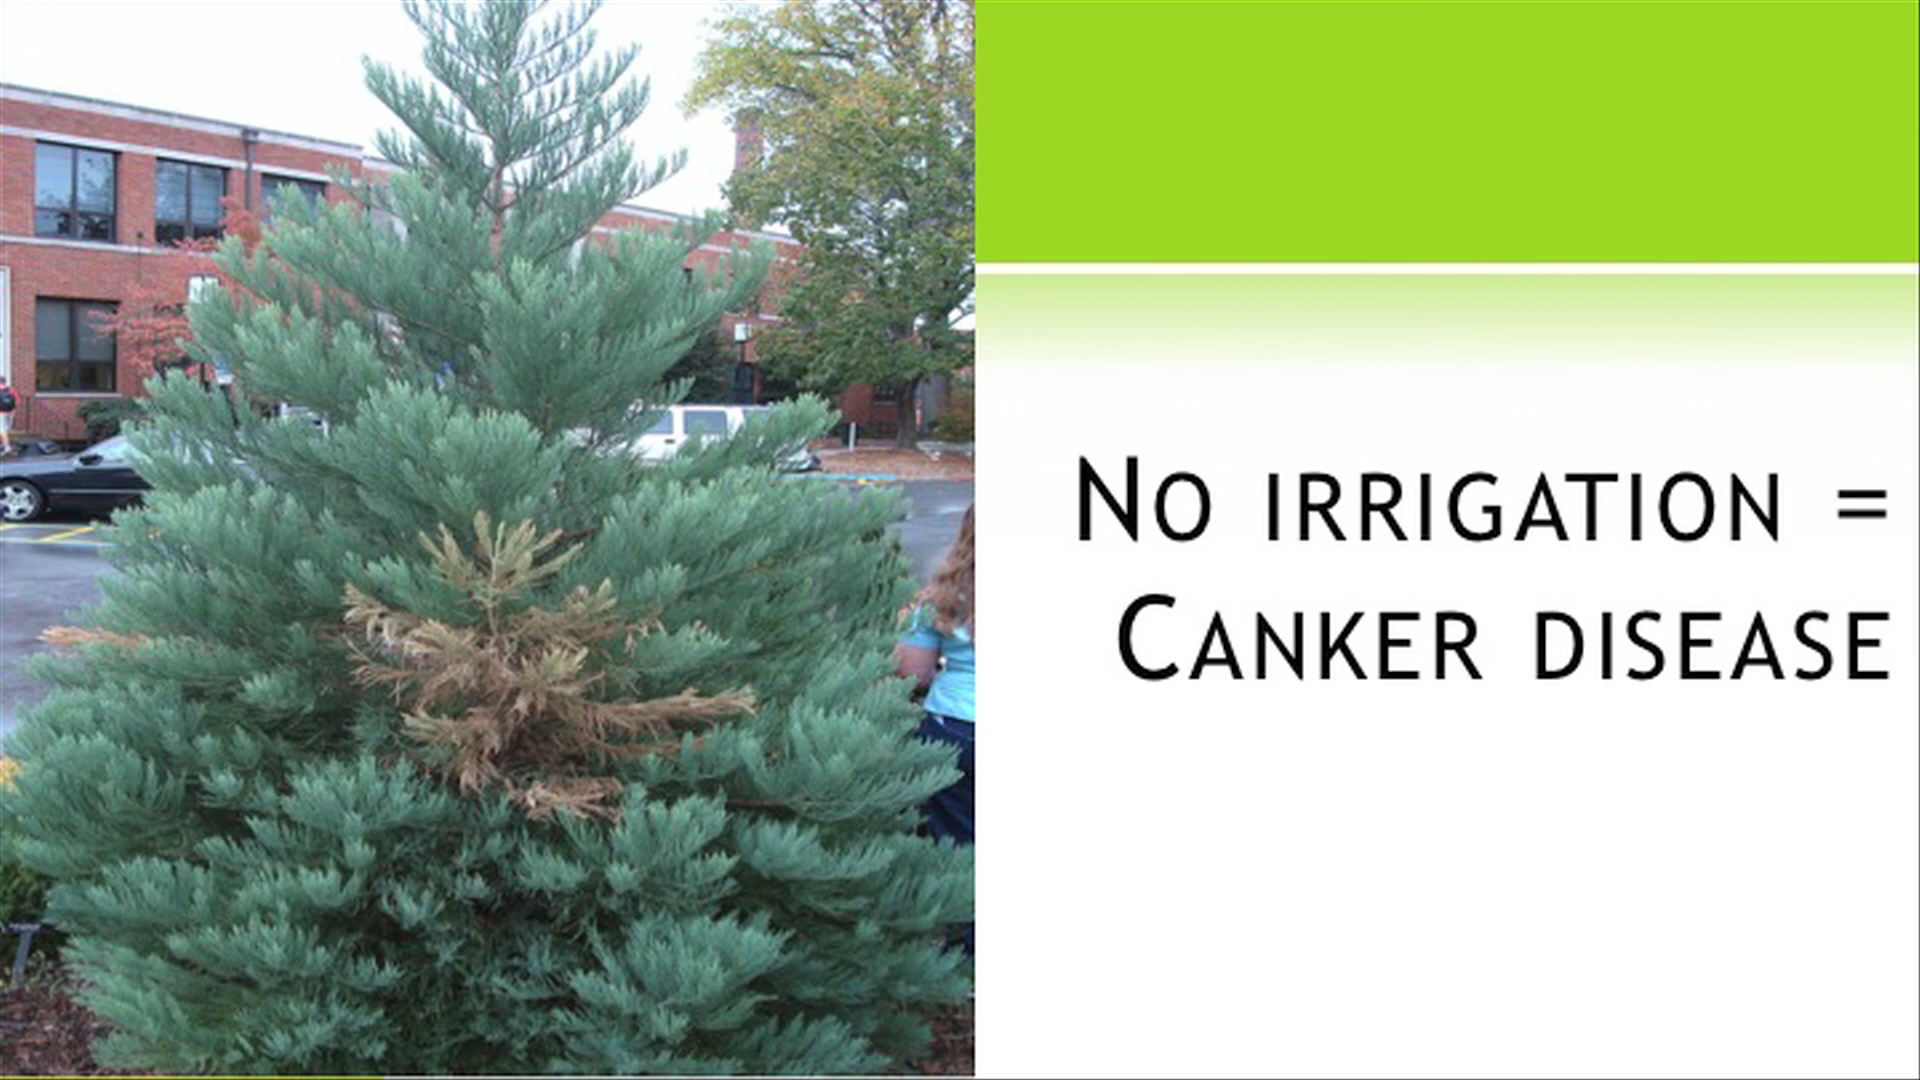 No irrigation =
Canker disease